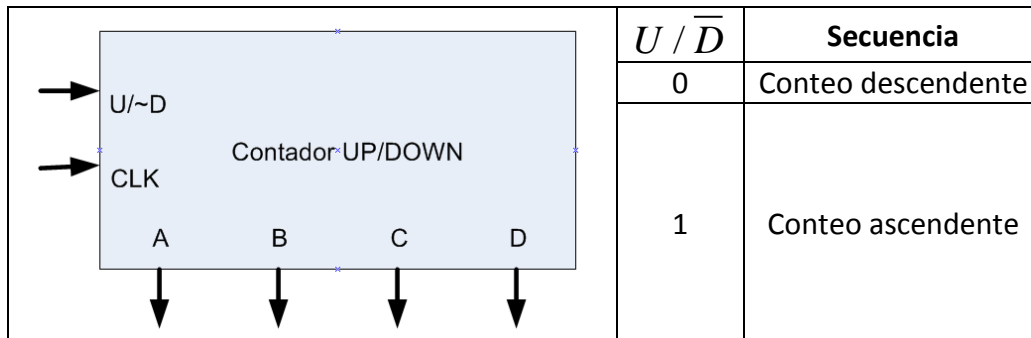 U/~D
CLK
Contador UP/DOWN
A B C D
U / D̅ Secuencia
0 Conteo descendente
1 Conteo ascendente